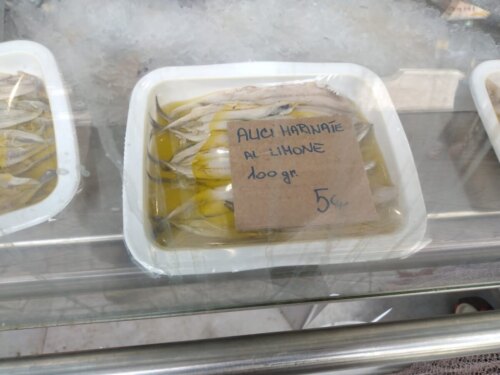 ALICI MARINATE
AL LIMONE
100 gr.
5€